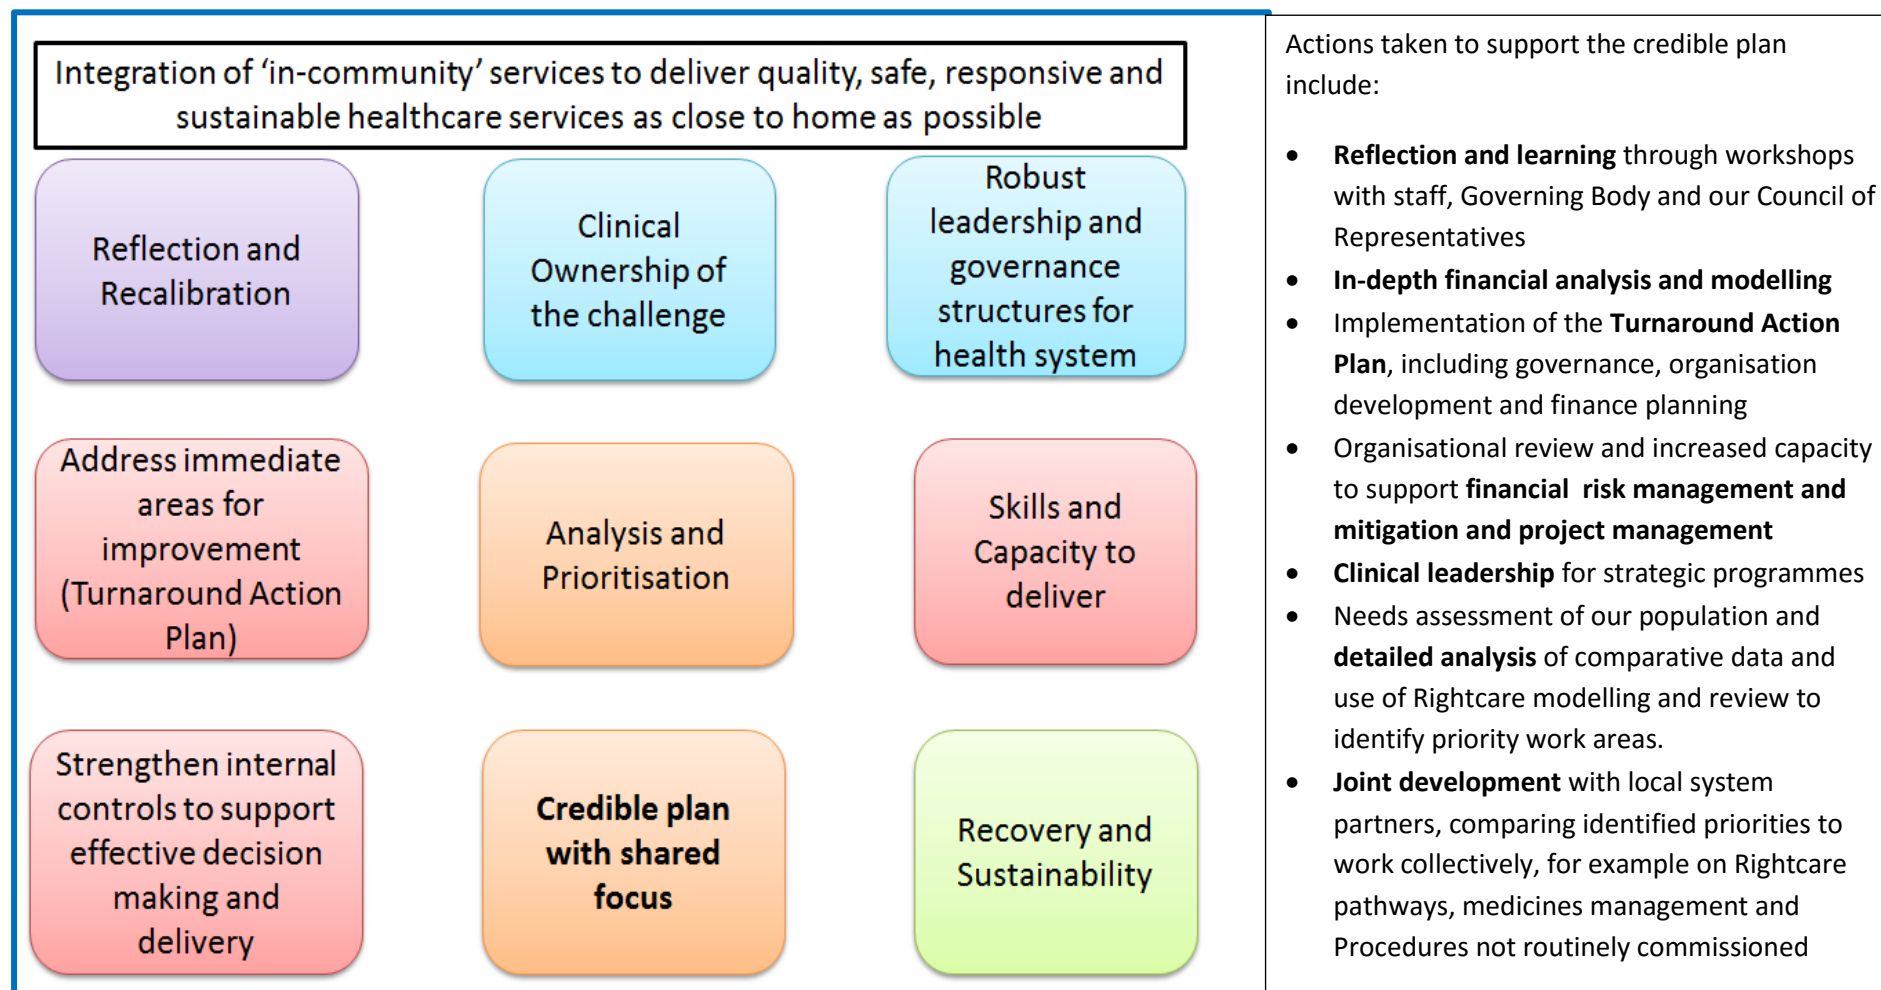 Integration of ‘in-community’ services to deliver quality, safe, responsive and
sustainable healthcare services as close to home as possible
Reflection and
Recalibration
Clinical
Ownership of
the challenge
Robust
leadership and
governance
structures for
health system
Address immediate
areas for
improvement
(Turnaround Action
Plan)
Analysis and
Prioritisation
Skills and
Capacity to
deliver
Strengthen internal
controls to support
effective decision
making and
delivery
Credible plan
with shared
focus
Recovery and
Sustainability
Actions taken to support the credible plan
include:
• Reflection and learning through workshops
with staff, Governing Body and our Council of
Representatives
• In-depth financial analysis and modelling
• Implementation of the Turnaround Action
Plan, including governance, organisation
development and finance planning
• Organisational review and increased capacity
to support financial risk management and
mitigation and project management
• Clinical leadership for strategic programmes
• Needs assessment of our population and
detailed analysis of comparative data and
use of Rightcare modelling and review to
identify priority work areas.
• Joint development with local system
partners, comparing identified priorities to
work collectively, for example on Rightcare
pathways, medicines management and
Procedures not routinely commissioned